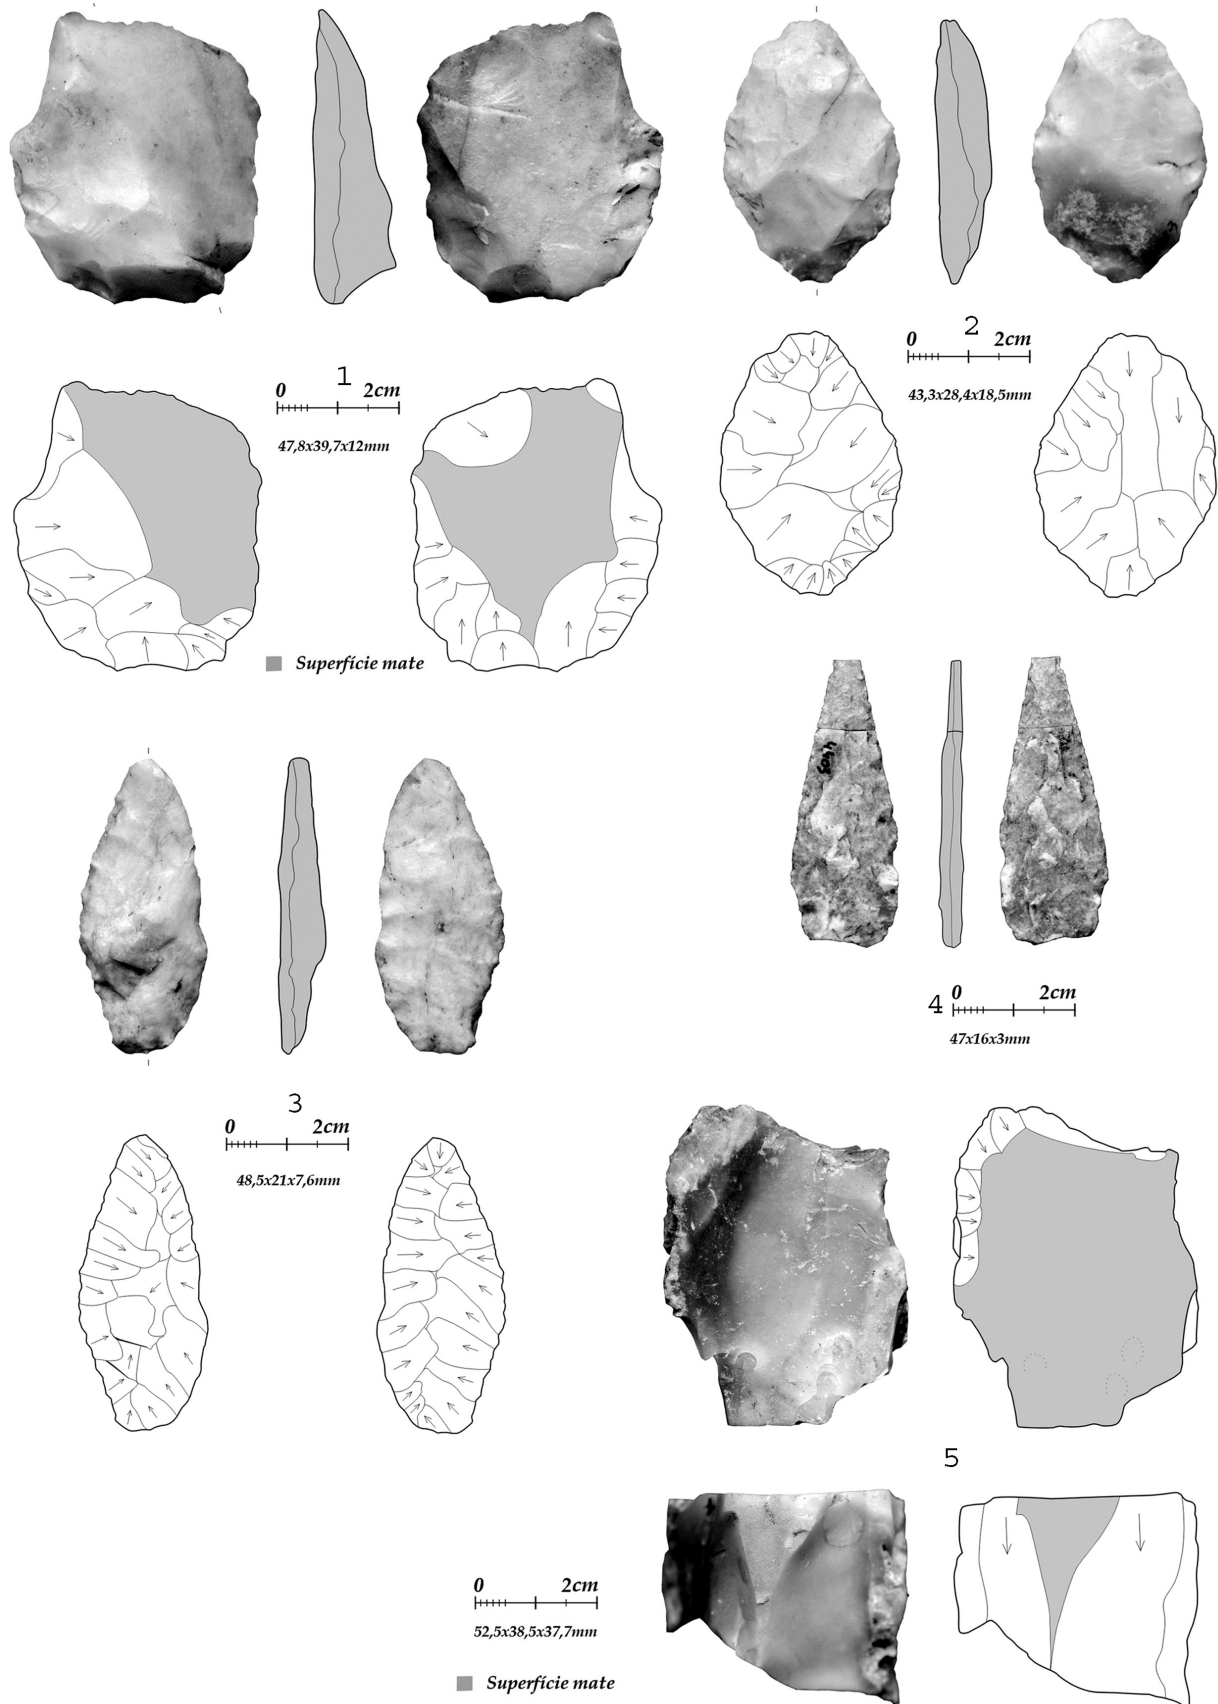 1
0 2cm
47,8x39,7x12mm
2
0 2cm
43,3x28,4x18,5mm
Superfície mate
4405
4
0 2cm
47x16x3mm
3
0 2cm
48,5x21x7,6mm
5
0 2cm
52,5x38,5x37,7mm
Superfície mate